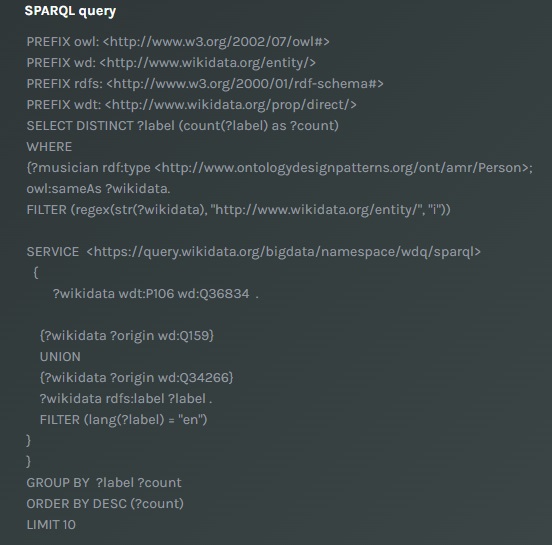 SPARQL query
PREFIX owl: <http://www.w3.org/2002/07/owl#>
PREFIX wd: <http://www.wikidata.org/entity/>
PREFIX rdfs: <http://www.w3.org/2000/01/rdf-schema#>
PREFIX wdt: <http://www.wikidata.org/prop/direct/>
SELECT DISTINCT ?label (count(?label) as ?count)
WHERE
{?musician rdf:type <http://www.ontologydesignpatterns.org/ont/amr/Person>;
owl:sameAs ?wikidata.
FILTER (regex(str(?wikidata), "http://www.wikidata.org/entity/", "i"))
SERVICE <https://query.wikidata.org/bigdata/namespace/wdq/sparql>
{
?wikidata wdt:P106 wd:Q36834 .
{?wikidata ?origin wd:Q159}
UNION
{?wikidata ?origin wd:Q34266}
?wikidata rdfs:label ?label .
FILTER (lang(?label) = "en")
}
}
GROUP BY ?label ?count
ORDER BY DESC (?count)
LIMIT 10